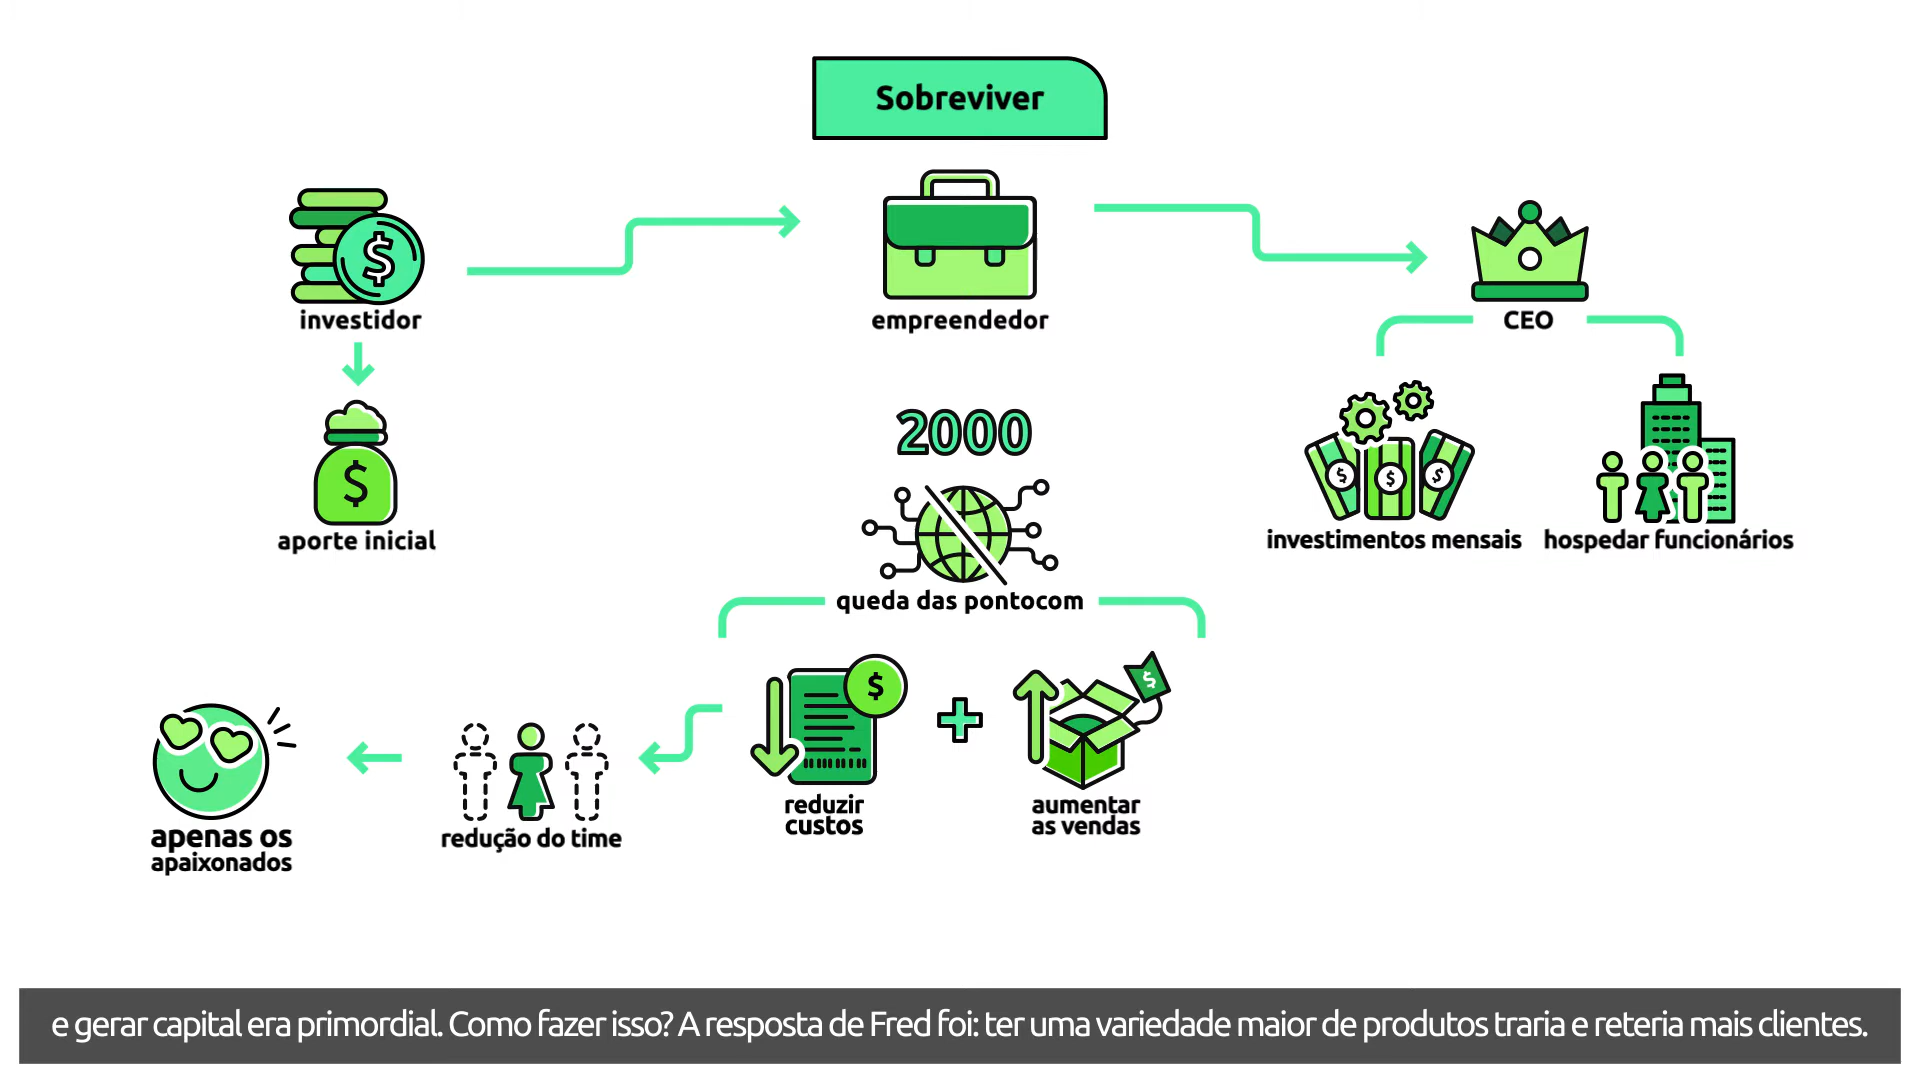 Sobreviver
investidor
empreendedor
CEO
aporte inicial
2000
queda das pontocom
investimentos mensais
hospedar funcionários
apenas os
apaixonados
redução do time
reduzir
custos
aumentar
as vendas
e gerar capital era primordial. Como fazer isso? A resposta de Fred foi: ter uma variedade maior de produtos traria e reteria mais clientes.